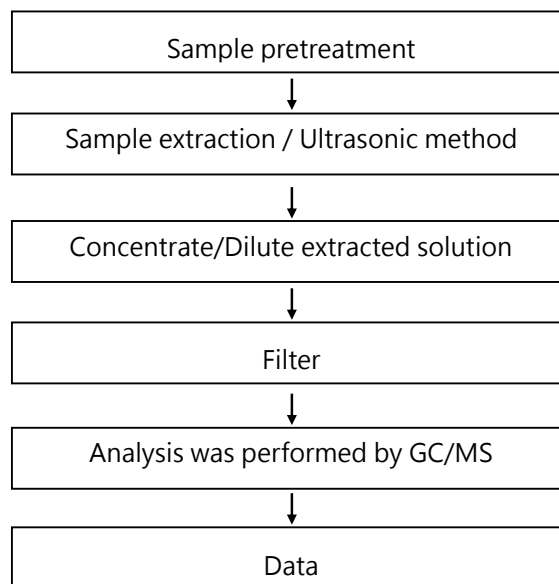 Sample pretreatment
Sample extraction / Ultrasonic method
Concentrate/Dilute extracted solution
Filter
Analysis was performed by GC/MS
Data